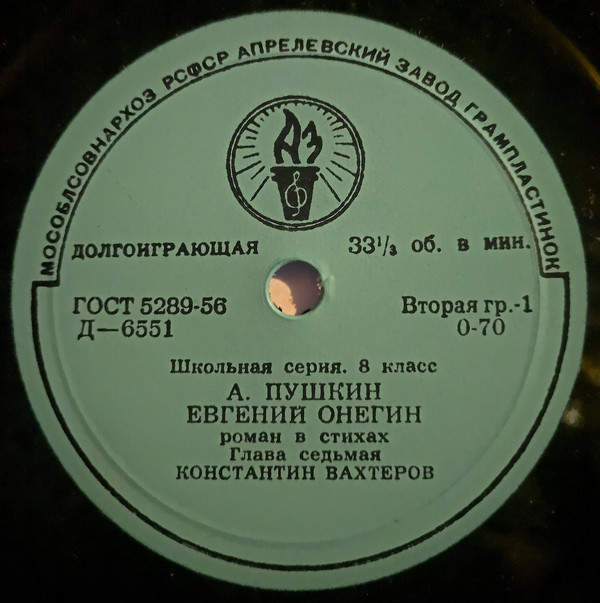 МОСОБЛСОВНАРХОЗ РСФСР АПРЕЛЕВСКИЙ ЗАВОД ГРАМПЛАСТИНОК
АЗ
ДОЛГОИГРАЮЩАЯ 33⅓ об. в мин.
ГОСТ 5289-56 Вторая гр.-1
Д—6551 0-70
Школьная серия. 8 класс
А. ПУШКИН
ЕВГЕНИЙ ОНЕГИН
роман в стихах
Глава седьмая
КОНСТАНТИН ВАХТЕРОВ